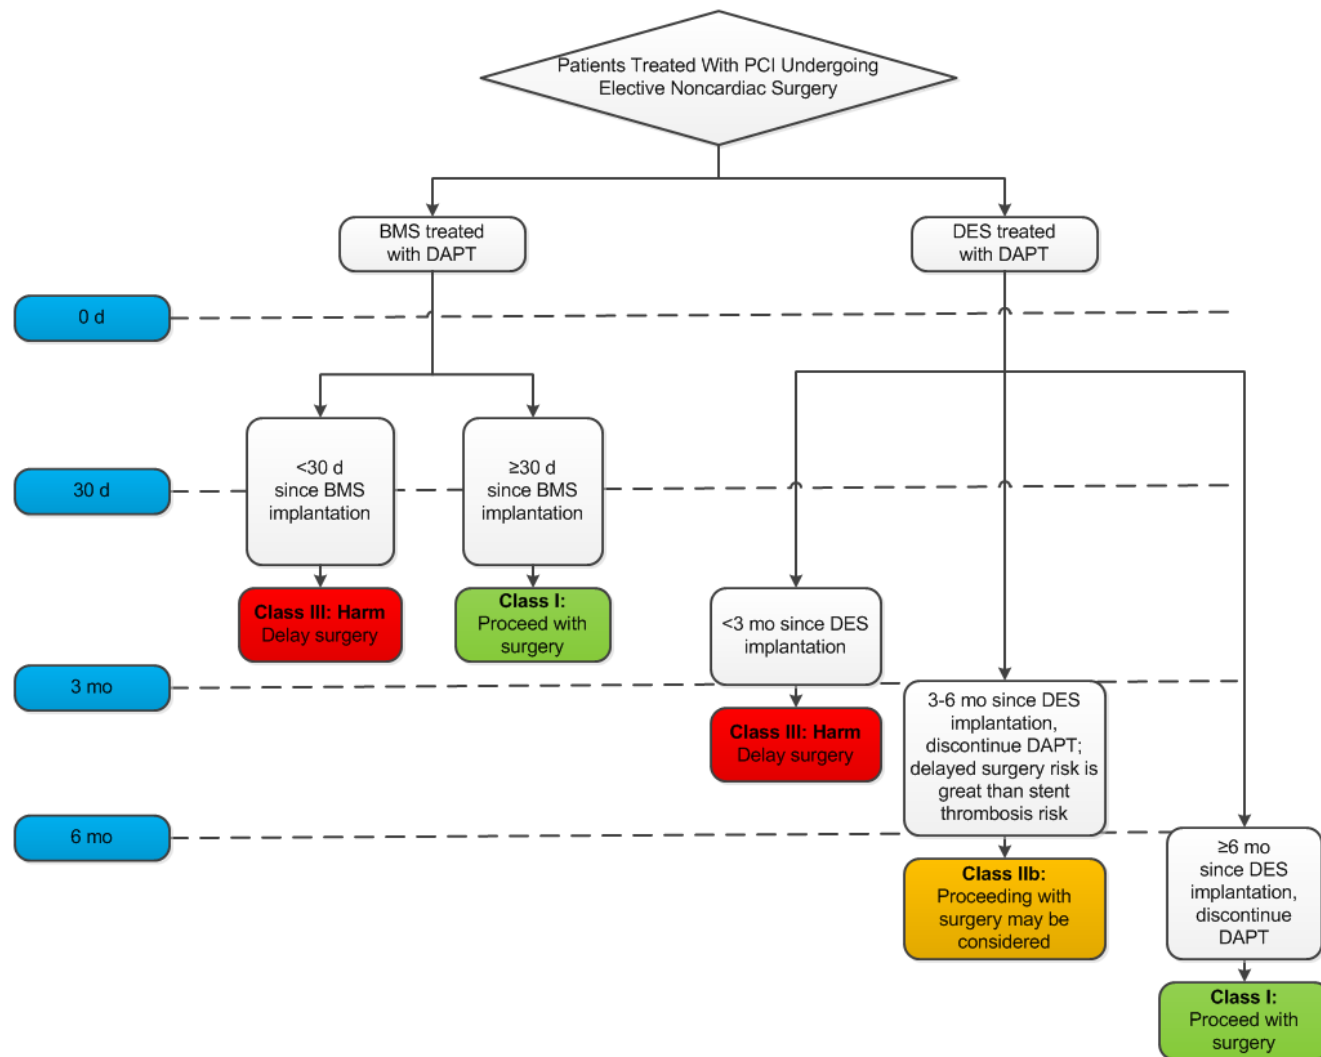 Patients Treated With PCI Undergoing
Elective Noncardiac Surgery
BMS treated
with DAPT
DES treated
with DAPT
0 d
30 d
<30 d
since BMS
implantation
≥30 d
since BMS
implantation
Class III: Harm
Delay surgery
Class I:
Proceed with
surgery
<3 mo since DES
implantation
3 mo
Class III: Harm
Delay surgery
3-6 mo since DES
implantation,
discontinue DAPT;
delayed surgery risk is
great than stent
thrombosis risk
6 mo
Class IIb:
Proceeding with
surgery may be
considered
≥6 mo
since DES
implantation,
discontinue
DAPT
Class I:
Proceed with
surgery